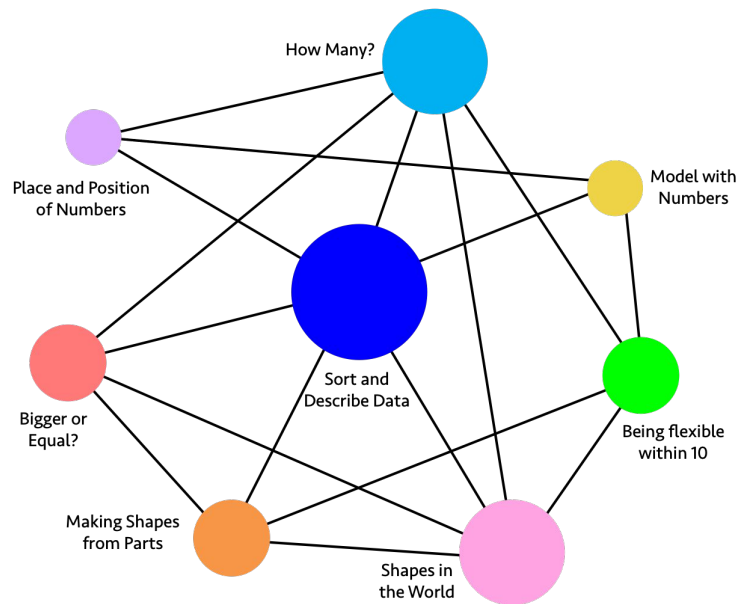 How Many?
Place and Position
of Numbers
Model with
Numbers
Sort and
Describe Data
Bigger or
Equal?
Being flexible
within 10
Making Shapes
from Parts
Shapes in
the World